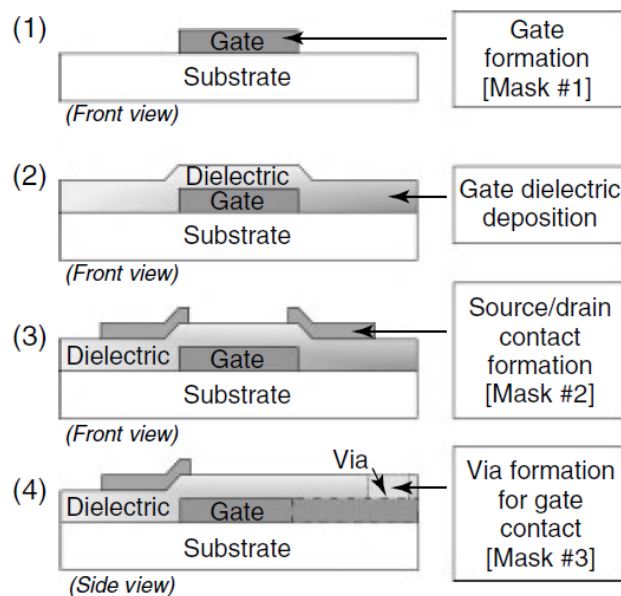 (1)
Gate
Substrate
(Front view)
Gate
formation
[Mask #1]
(2)
Dielectric
Gate
Substrate
(Front view)
Gate dielectric
deposition
(3)
Dielectric
Gate
Substrate
(Front view)
Source/drain
contact
formation
[Mask #2]
(4)
Via
Dielectric
Gate
Substrate
(Side view)
Via formation
for gate
contact
[Mask #3]